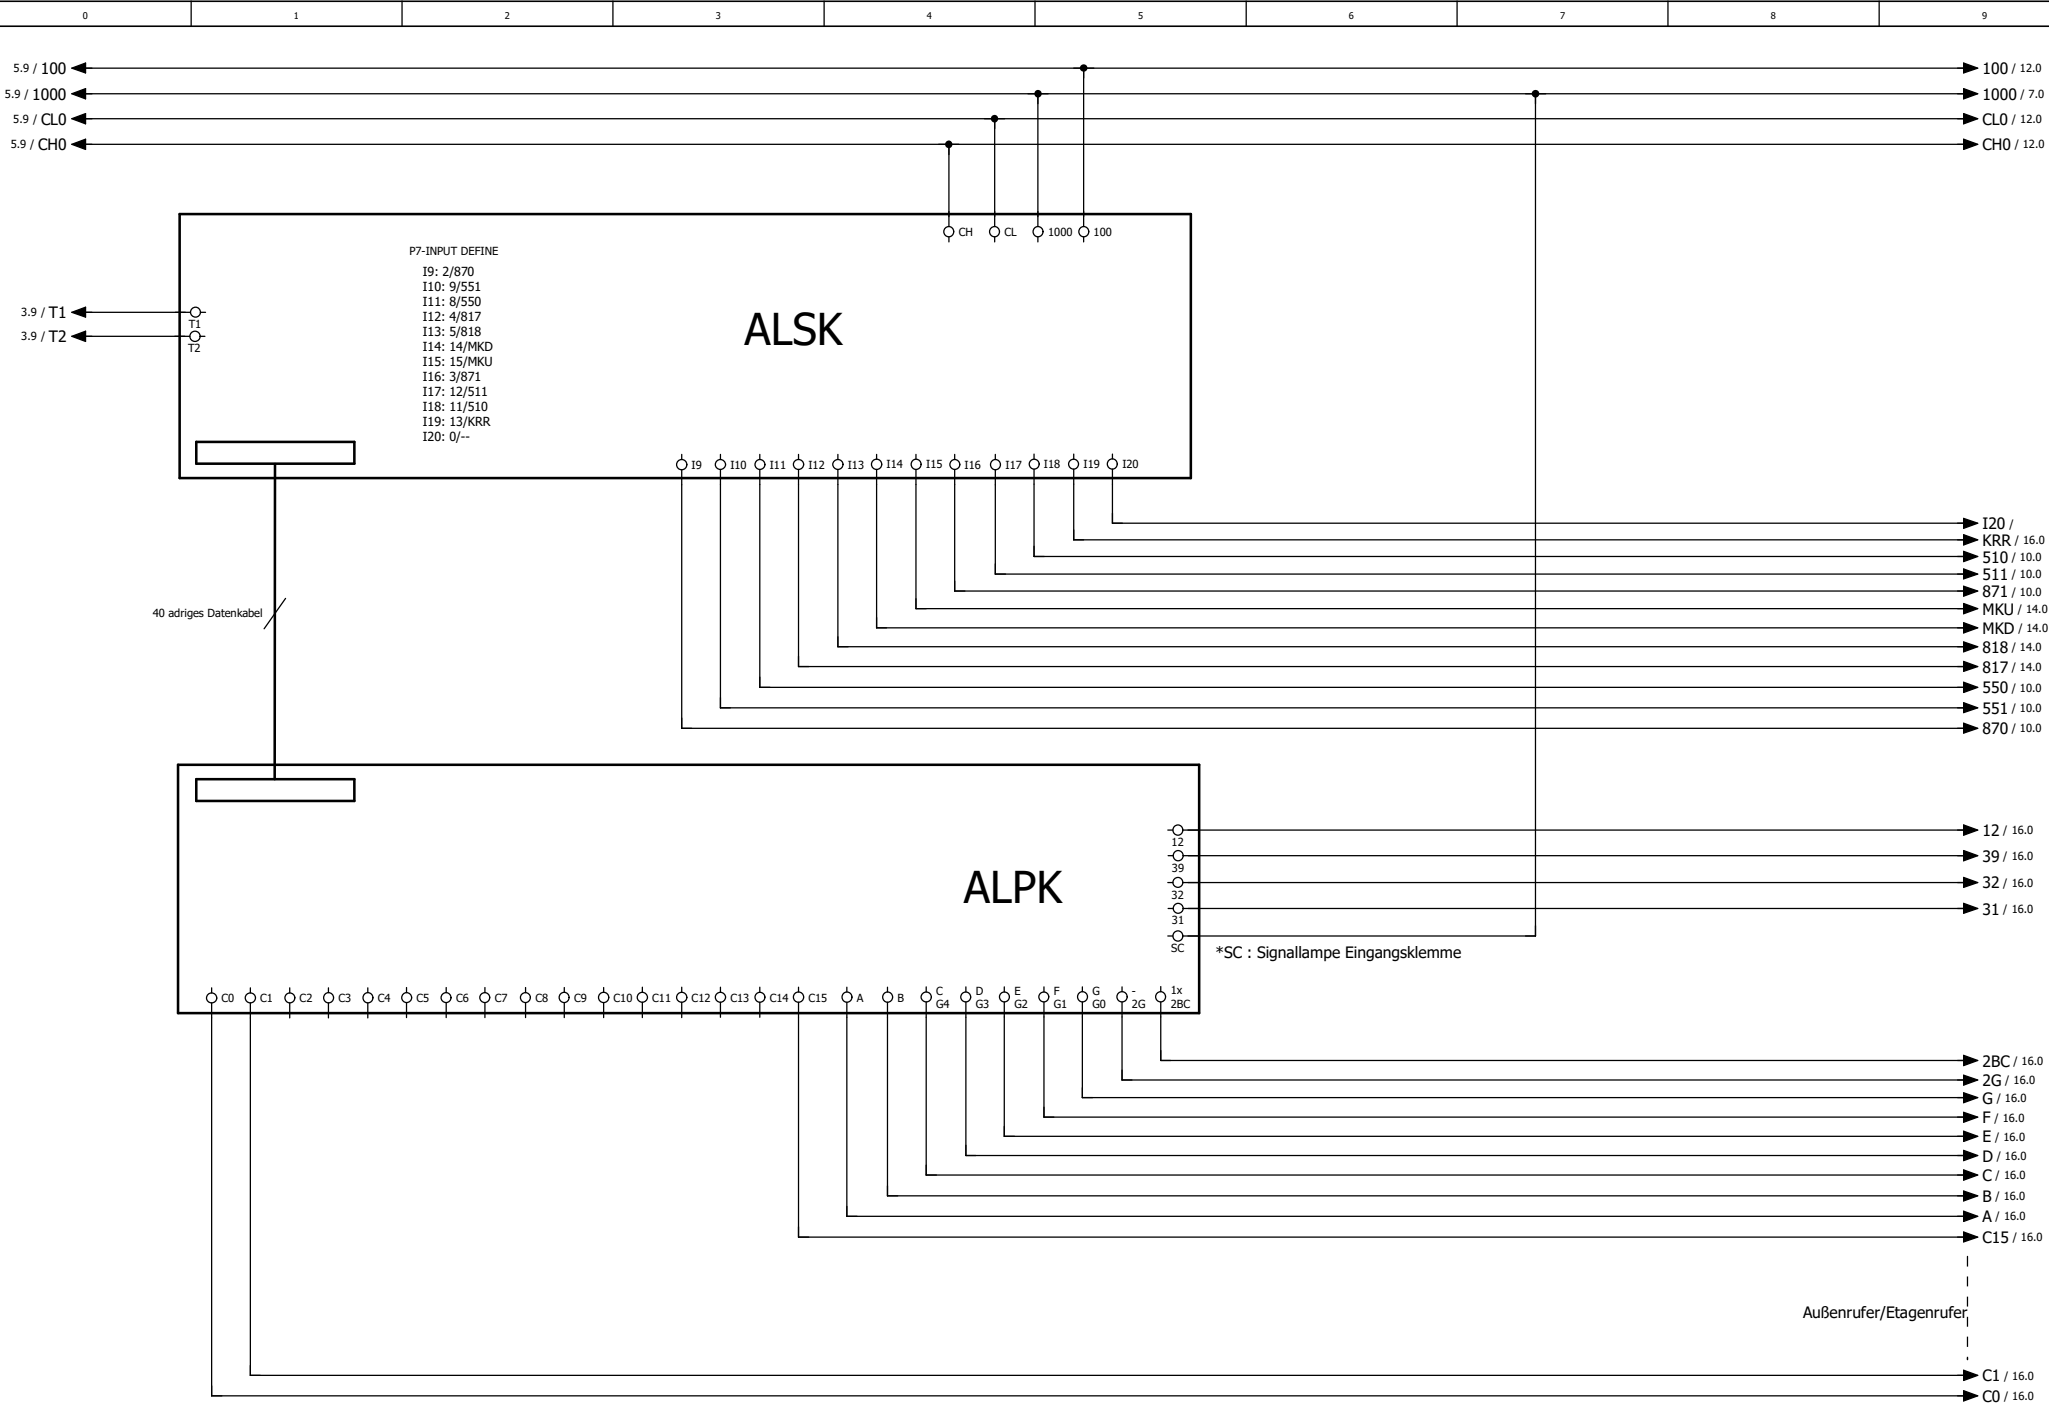 0 1 2 3 4 5 6 7 8 9
5.9 / 100
100 / 12.0
5.9 / 1000
1000 / 7.0
5.9 / CL0
CL0 / 12.0
5.9 / CH0
CH0 / 12.0
CH CL 1000 100
P7-INPUT DEFINE
I9: 2/870
I10: 9/551
I11: 8/550
I12: 4/817
I13: 5/818
I14: 14/MKD
I15: 15/MKU
I16: 3/871
I17: 12/511
I18: 11/510
I19: 13/KRR
I20: 0/--
ALSK
3.9 / T1
T1
3.9 / T2
T2
I9 I10 I11 I12 I13 I14 I15 I16 I17 I18 I19 I20
I20 /
KRR / 16.0
510 / 10.0
511 / 10.0
871 / 10.0
MKU / 14.0
MKD / 14.0
818 / 14.0
817 / 14.0
550 / 10.0
551 / 10.0
870 / 10.0
40 adriges Datenkabel
ALPK
12
39
32
31
SC
12 / 16.0
39 / 16.0
32 / 16.0
31 / 16.0
*SC : Signallampe Eingangsklemme
C0 C1 C2 C3 C4 C5 C6 C7 C8 C9 C10 C11 C12 C13 C14 C15 A B
C D E F G - 1x
G4 G3 G2 G1 G0 2G 2BC
2BC / 16.0
2G / 16.0
G / 16.0
F / 16.0
E / 16.0
D / 16.0
C / 16.0
B / 16.0
A / 16.0
C15 / 16.0
Außenrufer/Etagenrufer
C1 / 16.0
C0 / 16.0